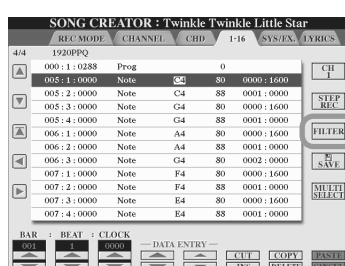 SONG CREATOR : Twinkle Twinkle Little Star
REC MODE CHANNEL CHD 1-16 SYS/EX. LYRICS
4/4 1920PPQ
000 : 1 : 0288 Prog 0
005 : 1 : 0000 Note C4 80 0000 : 1600
005 : 2 : 0000 Note C4 88 0001 : 0000
005 : 3 : 0000 Note G4 80 0000 : 1600
005 : 4 : 0000 Note G4 88 0001 : 0000
006 : 1 : 0000 Note A4 80 0000 : 1600
006 : 2 : 0000 Note A4 88 0001 : 0000
006 : 3 : 0000 Note G4 80 0002 : 0000
007 : 1 : 0000 Note F4 80 0000 : 1600
007 : 2 : 0000 Note F4 88 0001 : 0000
007 : 3 : 0000 Note E4 80 0000 : 1600
007 : 4 : 0000 Note E4 88 0001 : 0000
CH
1
STEP
REC
FILTER
SAVE
MULTI
SELECT
BAR : BEAT : CLOCK
001 1 0000
DATA ENTRY
CUT COPY PASTE
INS DELETE